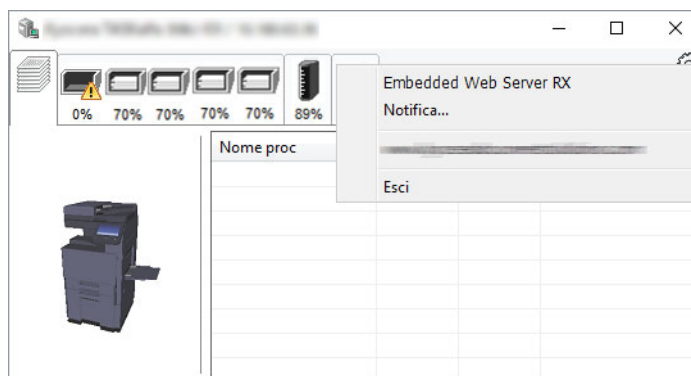 0% 70% 70% 70% 70% 89%
Embedded Web Server RX
Notifica...
Esci
Nome proc